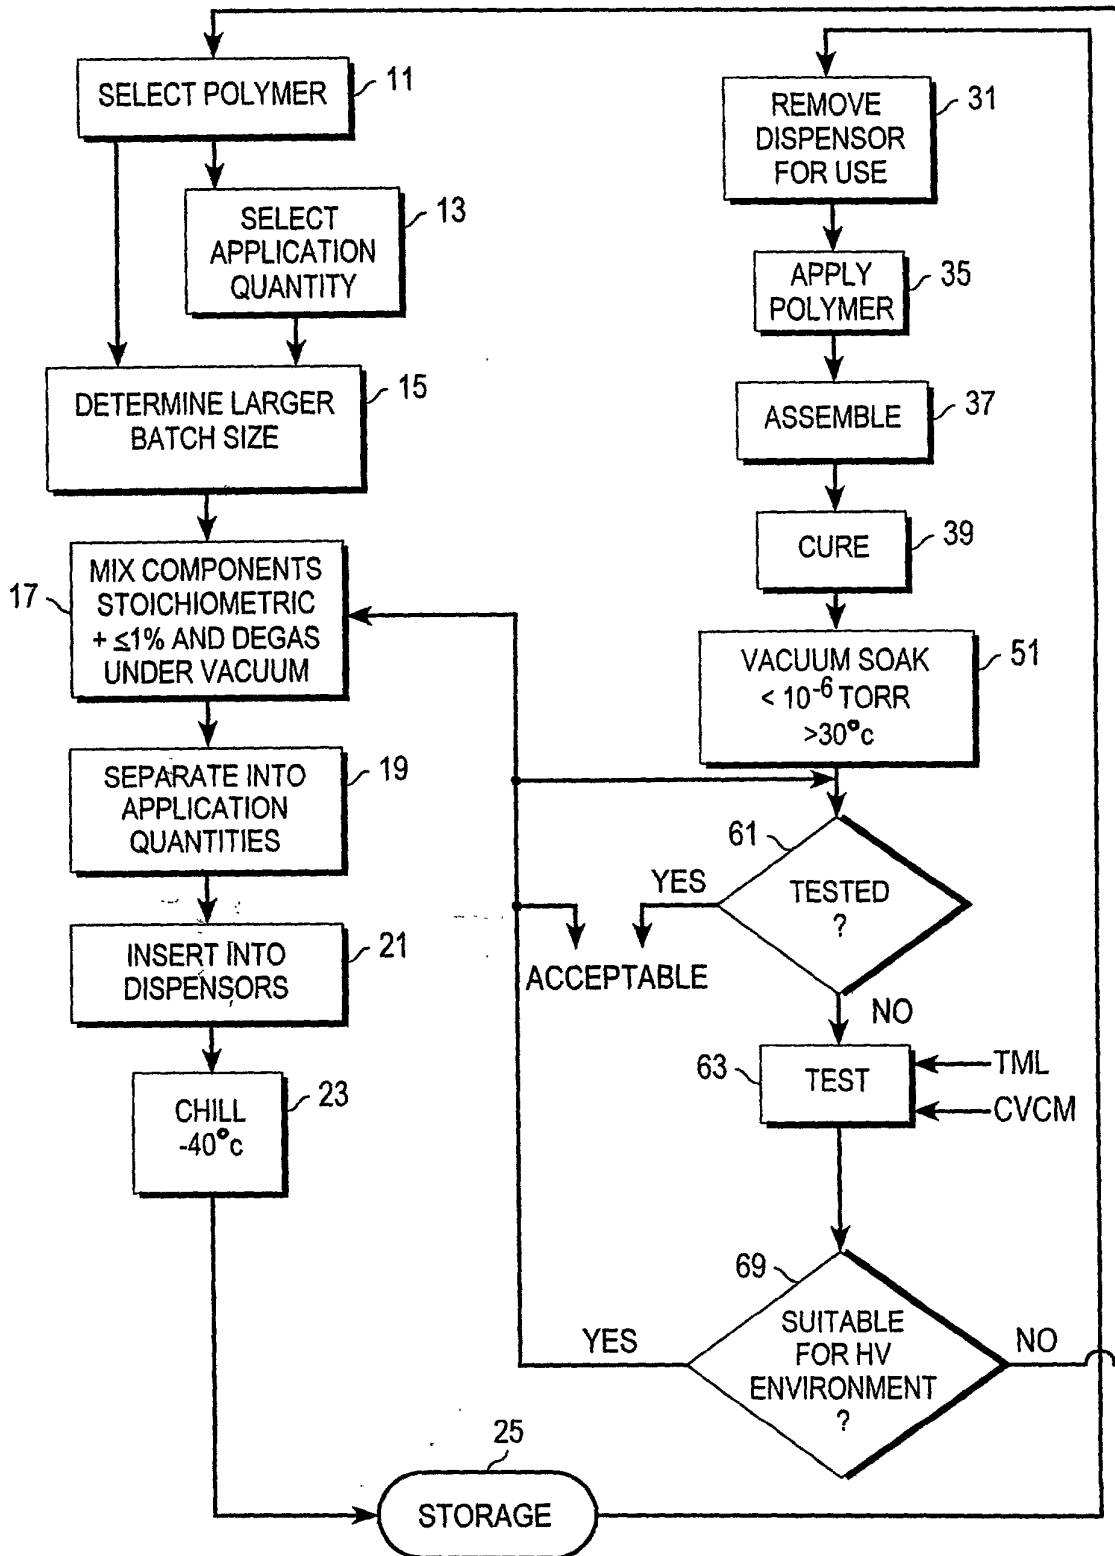 SELECT POLYMER
11
SELECT
APPLICATION
QUANTITY
13
DETERMINE LARGER
BATCH SIZE
15
17
MIX COMPONENTS
STOICHIOMETRIC
+ ≤1% AND DEGAS
UNDER VACUUM
SEPARATE INTO
APPLICATION
QUANTITIES
19
INSERT INTO
DISPENSORS
21
CHILL
-40°c
23
25
STORAGE
REMOVE
DISPENSOR
FOR USE
31
APPLY
POLYMER
35
ASSEMBLE
37
CURE
39
VACUUM SOAK
< 10⁻⁶ TORR
>30°c
51
61
TESTED
?
YES
ACCEPTABLE
NO
63
TEST
TML
CVCM
69
SUITABLE
FOR HV
ENVIRONMENT
?
YES
NO